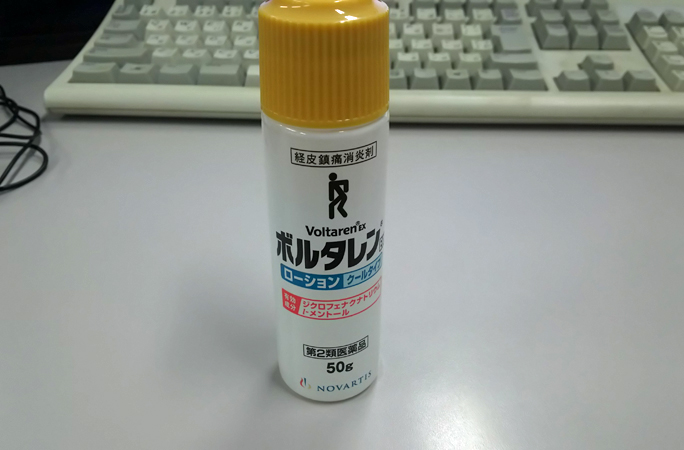 経皮鎮痛消炎剤
Voltaren® EX
ボルタレン
ローション クールタイプ
有効成分
ジクロフェナクナトリウム
l-メントール
第2類医薬品
50g
NOVARTIS